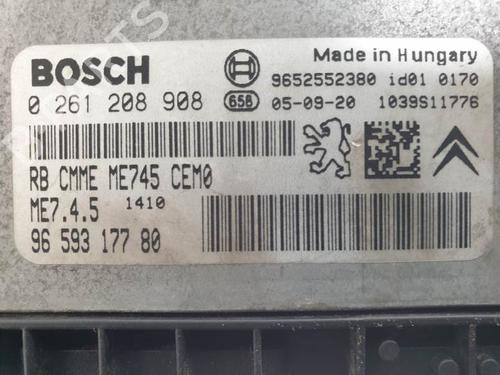 BOSCH
Made in Hungary
9652552380 id01 0170
0 261 208 908
658
05-09-20 1039S11776
RB CMME ME745 CEM0
ME7.4.5 1410
96 593 177 80